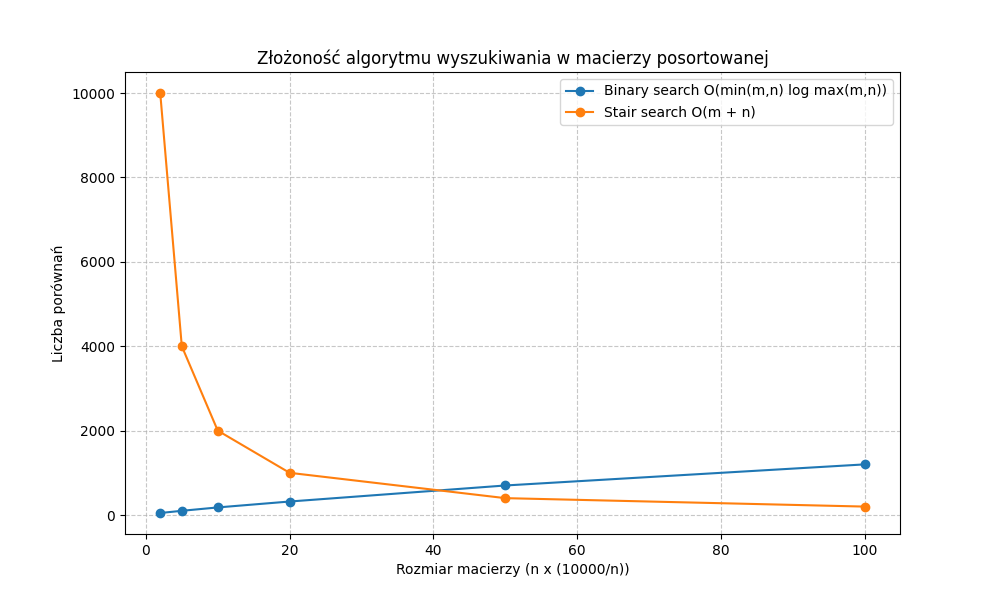 Złożoność algorytmu wyszukiwania w macierzy posortowanej
Binary search O(min(m,n) log max(m,n))
Stair search O(m + n)
10000
8000
6000
4000
2000
0
Liczba porównań
0 20 40 60 80 100
Rozmiar macierzy (n x (10000/n))